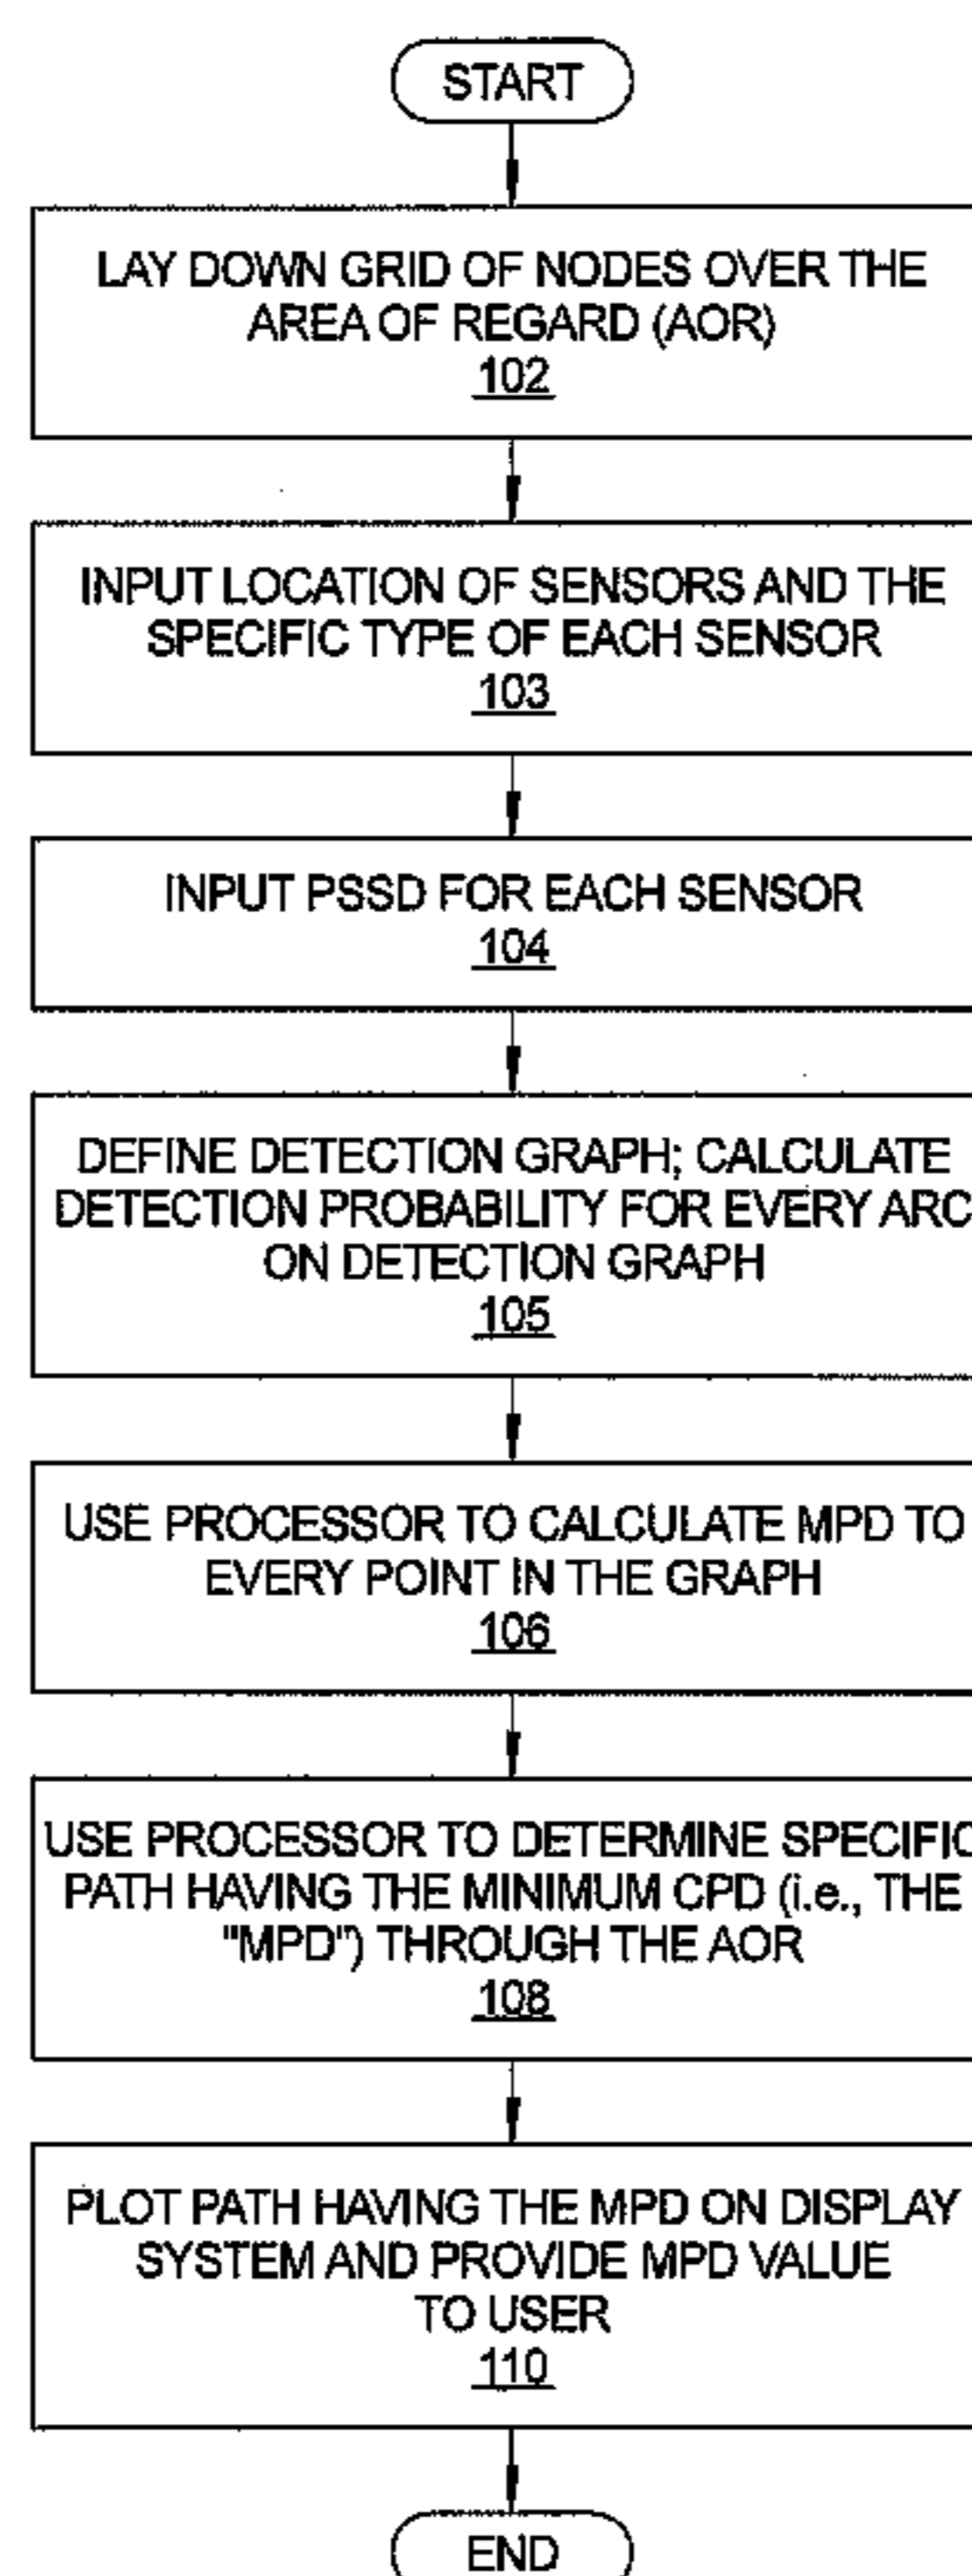 START
LAY DOWN GRID OF NODES OVER THE
AREA OF REGARD (AOR)
102
INPUT LOCATION OF SENSORS AND THE
SPECIFIC TYPE OF EACH SENSOR
103
INPUT PSSD FOR EACH SENSOR
104
DEFINE DETECTION GRAPH; CALCULATE
DETECTION PROBABILITY FOR EVERY ARC
ON DETECTION GRAPH
105
USE PROCESSOR TO CALCULATE MPD TO
EVERY POINT IN THE GRAPH
106
USE PROCESSOR TO DETERMINE SPECIFIC
PATH HAVING THE MINIMUM CPD (i.e., THE
"MPD") THROUGH THE AOR
108
PLOT PATH HAVING THE MPD ON DISPLAY
SYSTEM AND PROVIDE MPD VALUE
TO USER
110
END